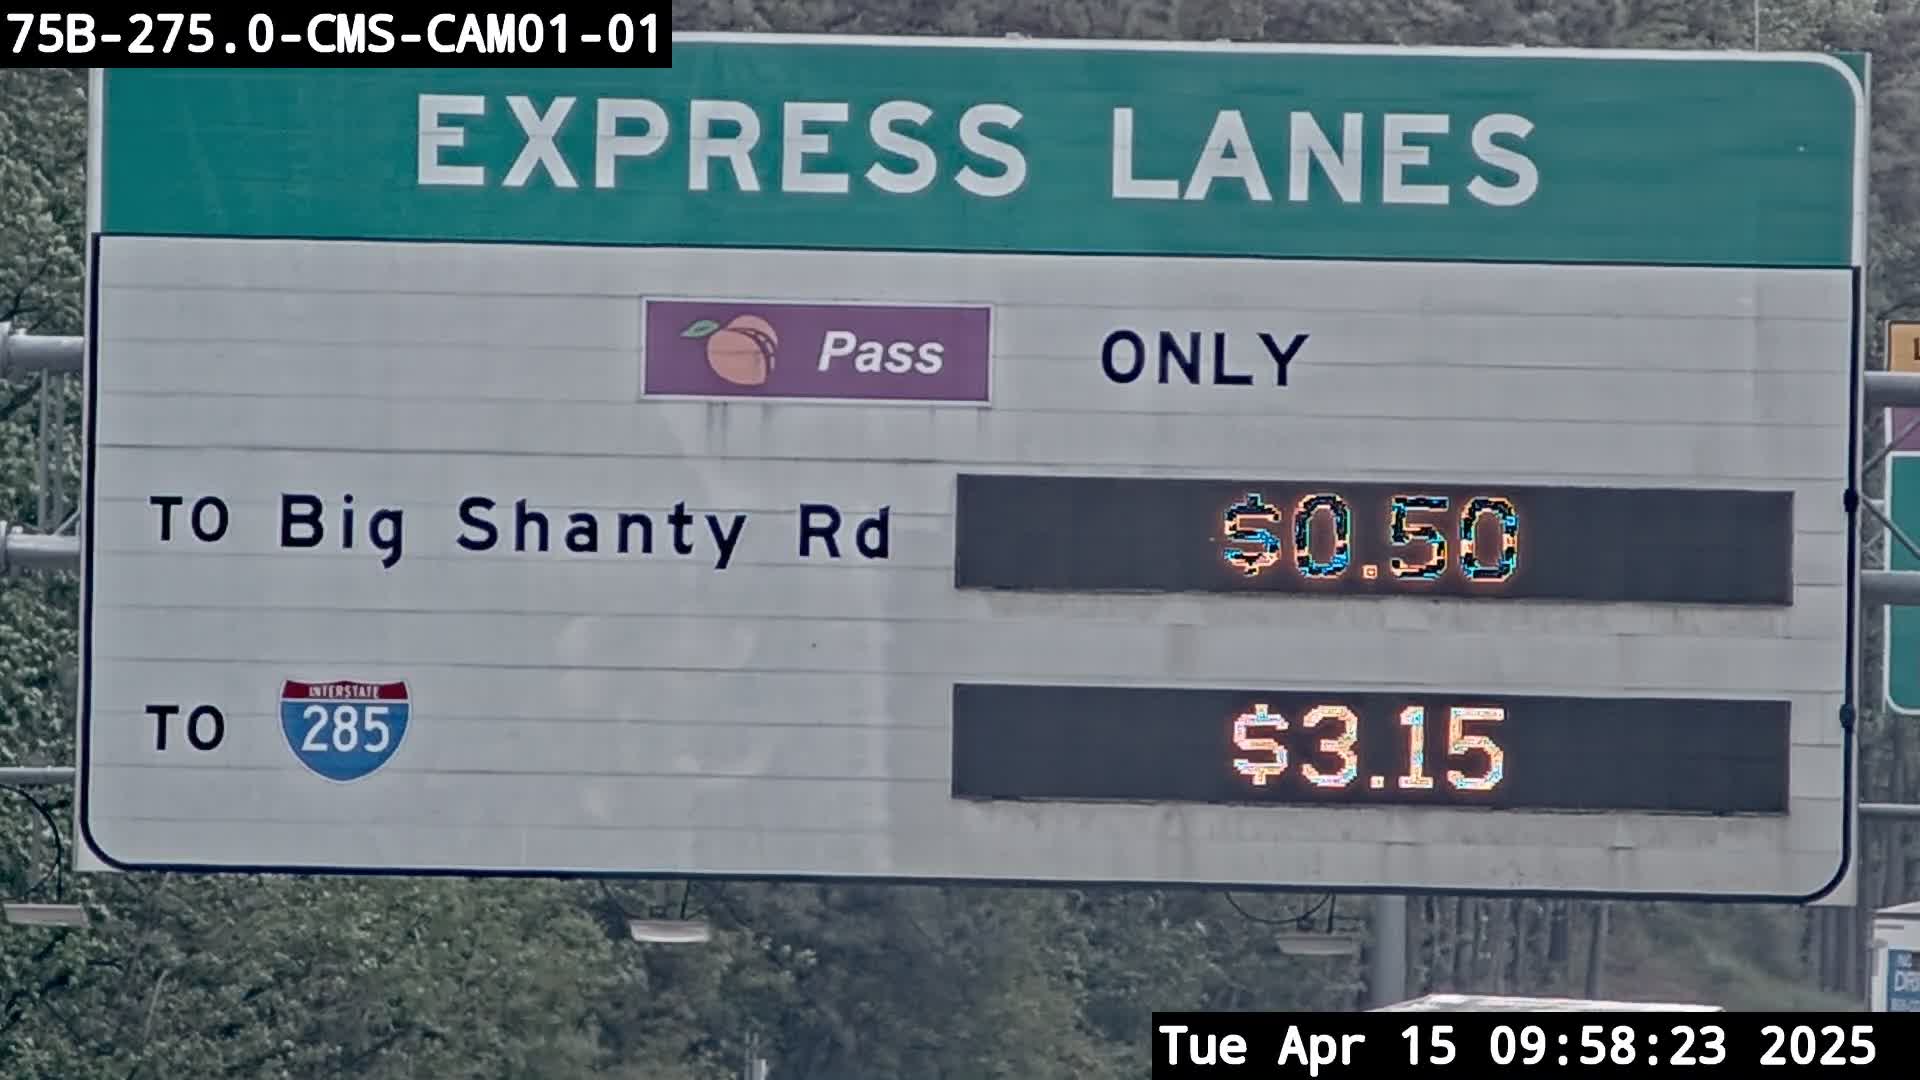 75B-275.0-CMS-CAM01-01
EXPRESS LANES
Pass ONLY
TO Big Shanty Rd $0.50
TO INTERSTATE 285 $3.15
Tue Apr 15 09:58:23 2025